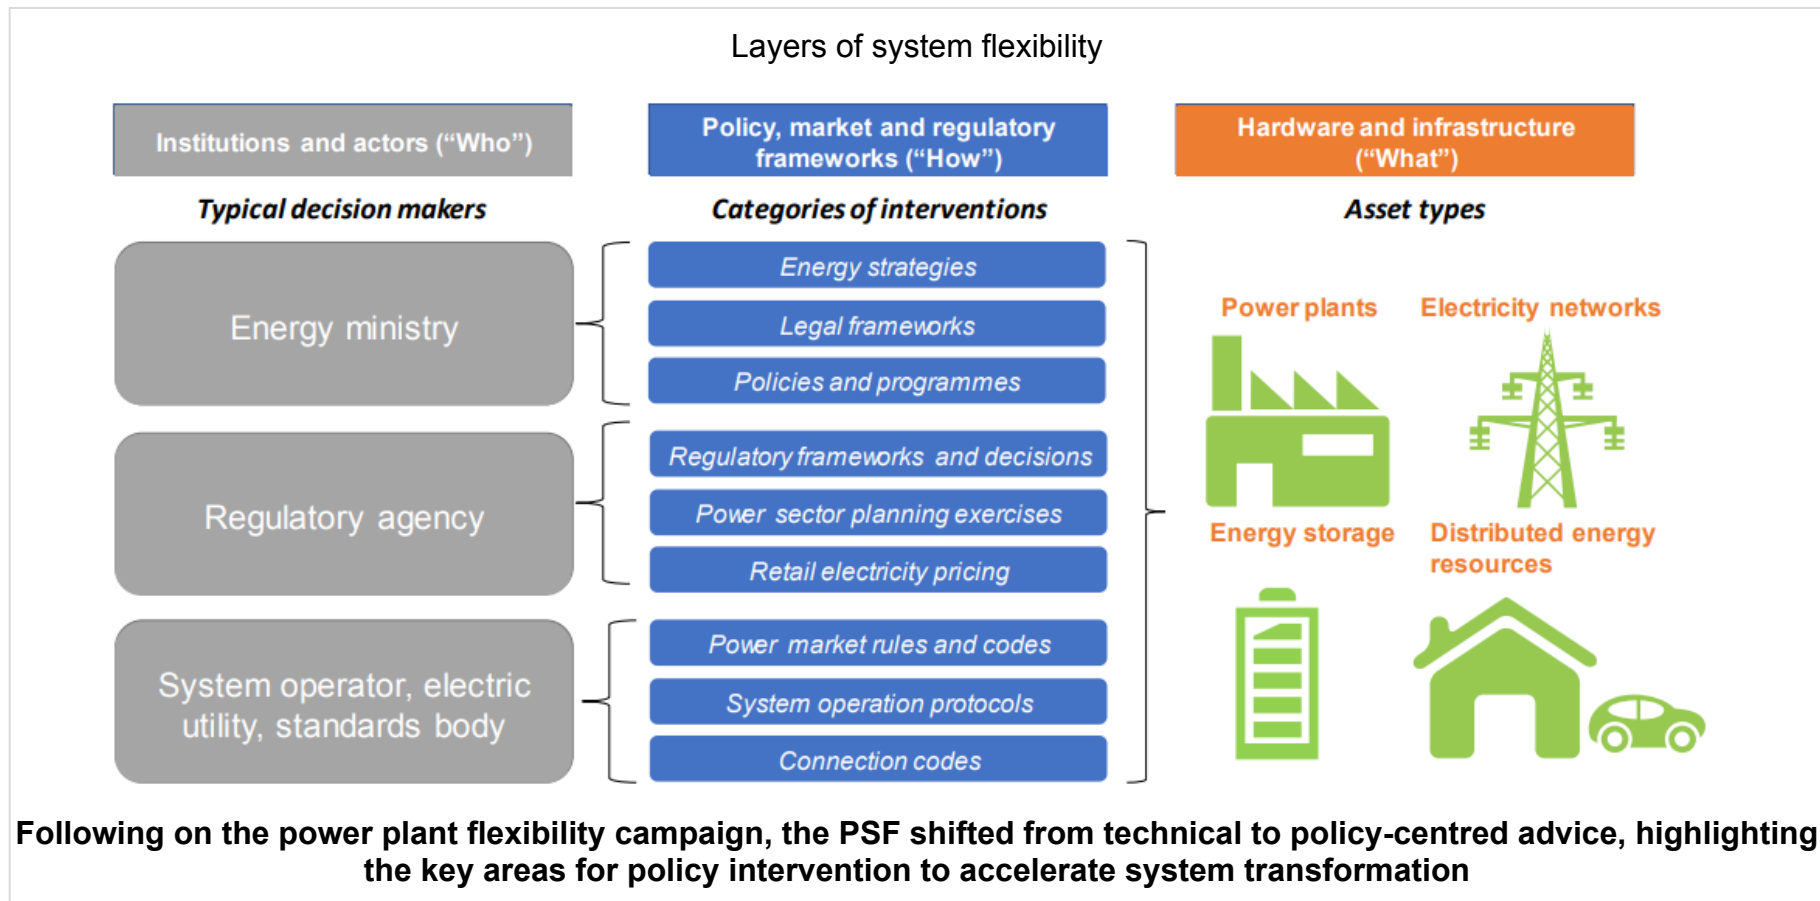 Layers of system flexibility
Institutions and actors (“Who”)
Policy, market and regulatory
frameworks (“How”)
Hardware and infrastructure
(“What”)
Typical decision makers
Categories of interventions
Asset types
Energy ministry
Energy strategies
Legal frameworks
Policies and programmes
Regulatory agency
Regulatory frameworks and decisions
Power sector planning exercises
Retail electricity pricing
System operator, electric
utility, standards body
Power market rules and codes
System operation protocols
Connection codes
Power plants
Electricity networks
Energy storage
Distributed energy
resources
Following on the power plant flexibility campaign, the PSF shifted from technical to policy-centred advice, highlighting
the key areas for policy intervention to accelerate system transformation